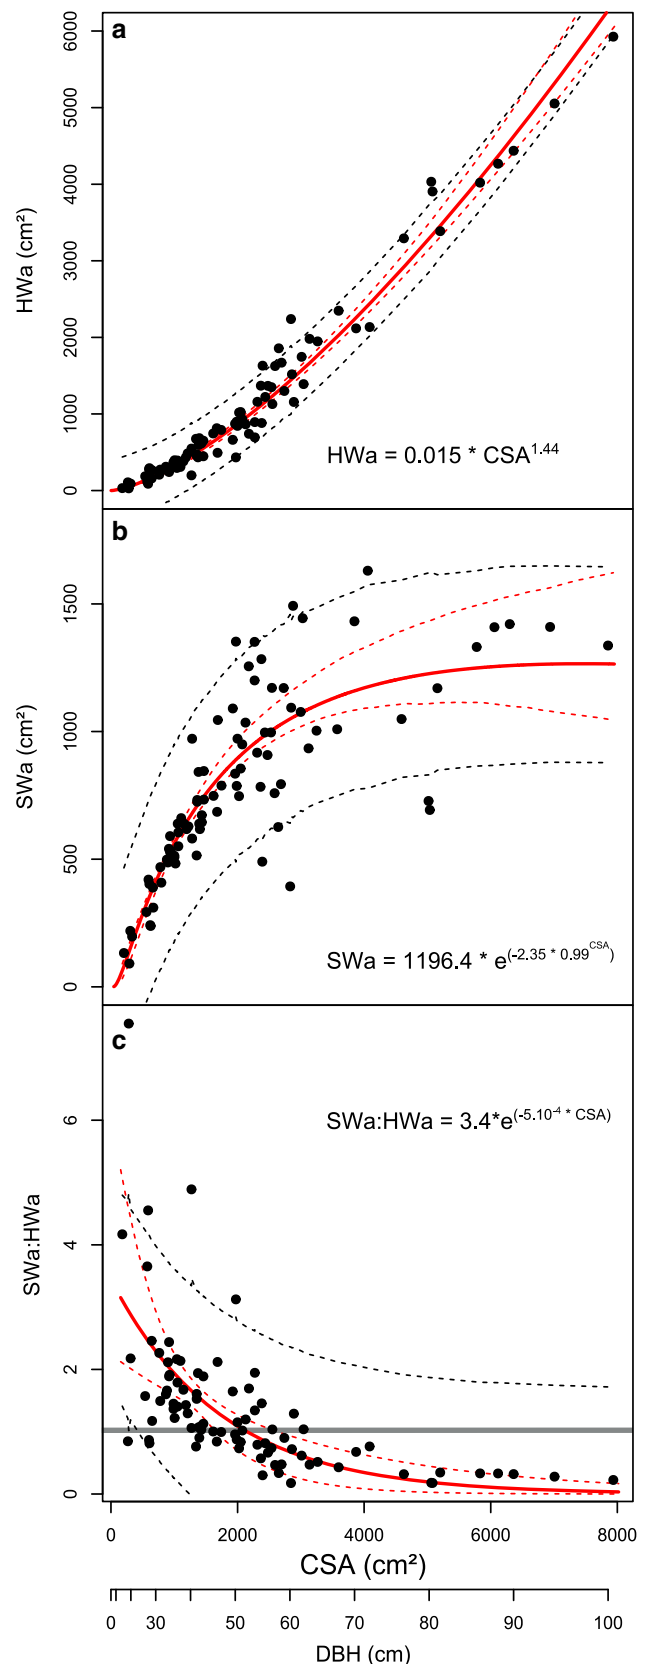 a
6000
5000
4000
3000
2000
1000
0
HWa (cm²)
HWa = 0.015 * CSA^1.44
b
1500
1000
500
0
SWa (cm²)
SWa = 1196.4 * e^(-2.35 * 0.99^CSA)
c
6
4
2
0
SWa:HWa
SWa:HWa = 3.4*e^(-5.10^-4 * CSA)
0 2000 4000 6000 8000
CSA (cm²)
0 30 50 60 70 80 90 100
DBH (cm)